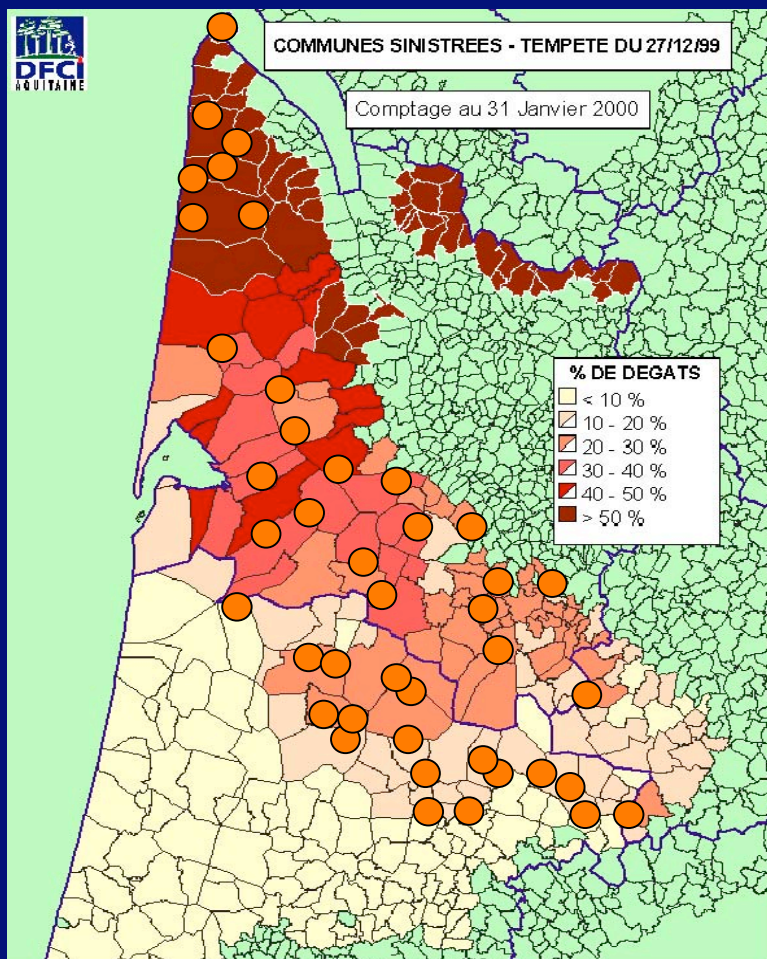 DFCI
AQUITAINE
COMMUNES SINISTREES - TEMPETE DU 27/12/99
Comptage au 31 Janvier 2000
% DE DEGATS
< 10 %
10 - 20 %
20 - 30 %
30 - 40 %
40 - 50 %
> 50 %